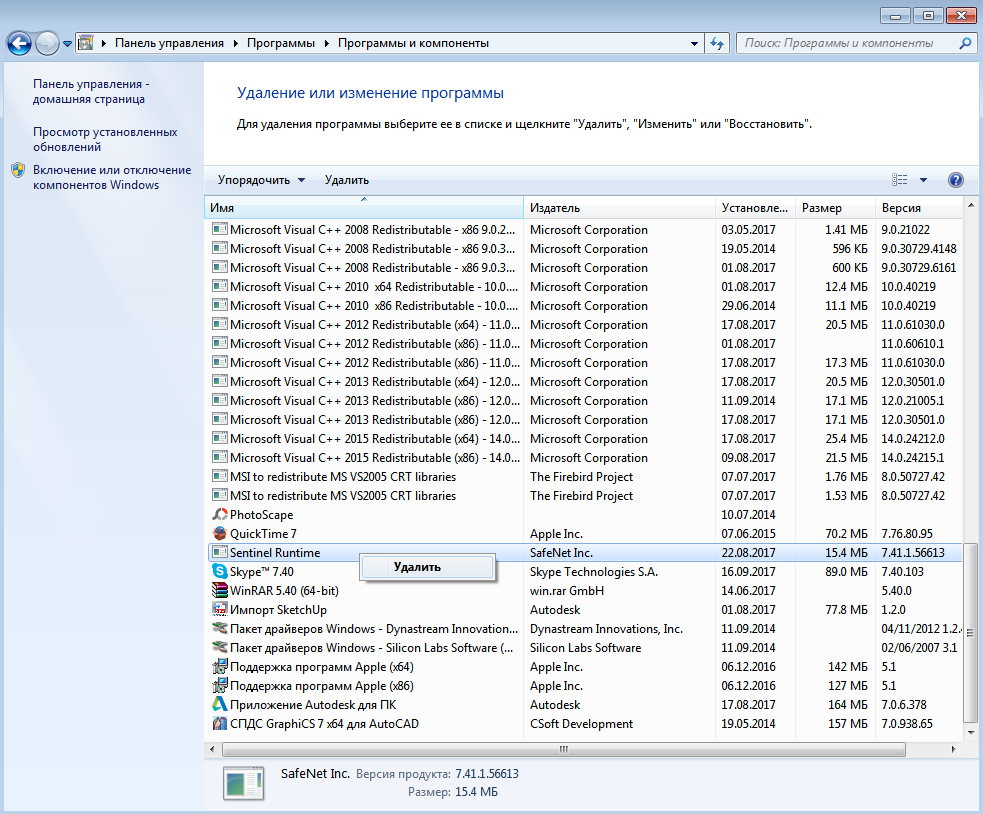 Панель управления Программы Программы и компоненты Поиск: Программы и компоненты
Панель управления -
домашняя страница
Просмотр установленных
обновлений
Включение или отключение
компонентов Windows
Удаление или изменение программы
Для удаления программы выберите ее в списке и щелкните "Удалить", "Изменить" или "Восстановить".
Упорядочить Удалить
Имя Издатель Установле... Размер Версия
Microsoft Visual C++ 2008 Redistributable - x86 9.0.2... Microsoft Corporation 03.05.2017 1.41 МБ 9.0.21022
Microsoft Visual C++ 2008 Redistributable - x86 9.0.3... Microsoft Corporation 19.05.2014 596 КБ 9.0.30729.4148
Microsoft Visual C++ 2008 Redistributable - x86 9.0.3... Microsoft Corporation 01.08.2017 600 КБ 9.0.30729.6161
Microsoft Visual C++ 2010 x64 Redistributable - 10.0.... Microsoft Corporation 01.08.2017 12.4 МБ 10.0.40219
Microsoft Visual C++ 2010 x86 Redistributable - 10.0.... Microsoft Corporation 29.06.2014 11.1 МБ 10.0.40219
Microsoft Visual C++ 2012 Redistributable (x64) - 11.0... Microsoft Corporation 17.08.2017 20.5 МБ 11.0.61030.0
Microsoft Visual C++ 2012 Redistributable (x86) - 11.0... Microsoft Corporation 01.08.2017 11.0.60610.1
Microsoft Visual C++ 2012 Redistributable (x86) - 11.0... Microsoft Corporation 17.08.2017 17.3 МБ 11.0.61030.0
Microsoft Visual C++ 2013 Redistributable (x64) - 12.0... Microsoft Corporation 17.08.2017 20.5 МБ 12.0.30501.0
Microsoft Visual C++ 2013 Redistributable (x86) - 12.0... Microsoft Corporation 11.09.2014 17.1 МБ 12.0.21005.1
Microsoft Visual C++ 2013 Redistributable (x86) - 12.0... Microsoft Corporation 17.08.2017 17.1 МБ 12.0.30501.0
Microsoft Visual C++ 2015 Redistributable (x64) - 14.0... Microsoft Corporation 17.08.2017 25.4 МБ 14.0.24212.0
Microsoft Visual C++ 2015 Redistributable (x86) - 14.0... Microsoft Corporation 09.08.2017 21.5 МБ 14.0.24215.1
MSI to redistribute MS VS2005 CRT libraries The Firebird Project 07.07.2017 1.76 МБ 8.0.50727.42
MSI to redistribute MS VS2005 CRT libraries The Firebird Project 07.07.2017 1.53 МБ 8.0.50727.42
PhotoScape 10.07.2014
QuickTime 7 Apple Inc. 07.06.2015 70.2 МБ 7.76.80.95
Sentinel Runtime SafeNet Inc. 22.08.2017 15.4 МБ 7.41.1.56613
Удалить
Skype™ 7.40 Skype Technologies S.A. 16.09.2017 89.0 МБ 7.40.103
WinRAR 5.40 (64-bit) win.rar GmbH 14.06.2017 5.40.0
Импорт SketchUp Autodesk 01.08.2017 77.8 МБ 1.2.0
Пакет драйверов Windows - Dynastream Innovation... Dynastream Innovations, Inc. 11.09.2014 04/11/2012 1.2.
Пакет драйверов Windows - Silicon Labs Software (... Silicon Labs Software 11.09.2014 02/06/2007 3.1
Поддержка программ Apple (x64) Apple Inc. 06.12.2016 142 МБ 5.1
Поддержка программ Apple (x86) Apple Inc. 06.12.2016 127 МБ 5.1
Приложение Autodesk для ПК Autodesk 17.08.2017 164 МБ 7.0.6.378
СПДС GraphiCS 7 x64 для AutoCAD CSoft Development 19.05.2014 157 МБ 7.0.938.65
SafeNet Inc. Версия продукта: 7.41.1.56613
Размер: 15.4 МБ